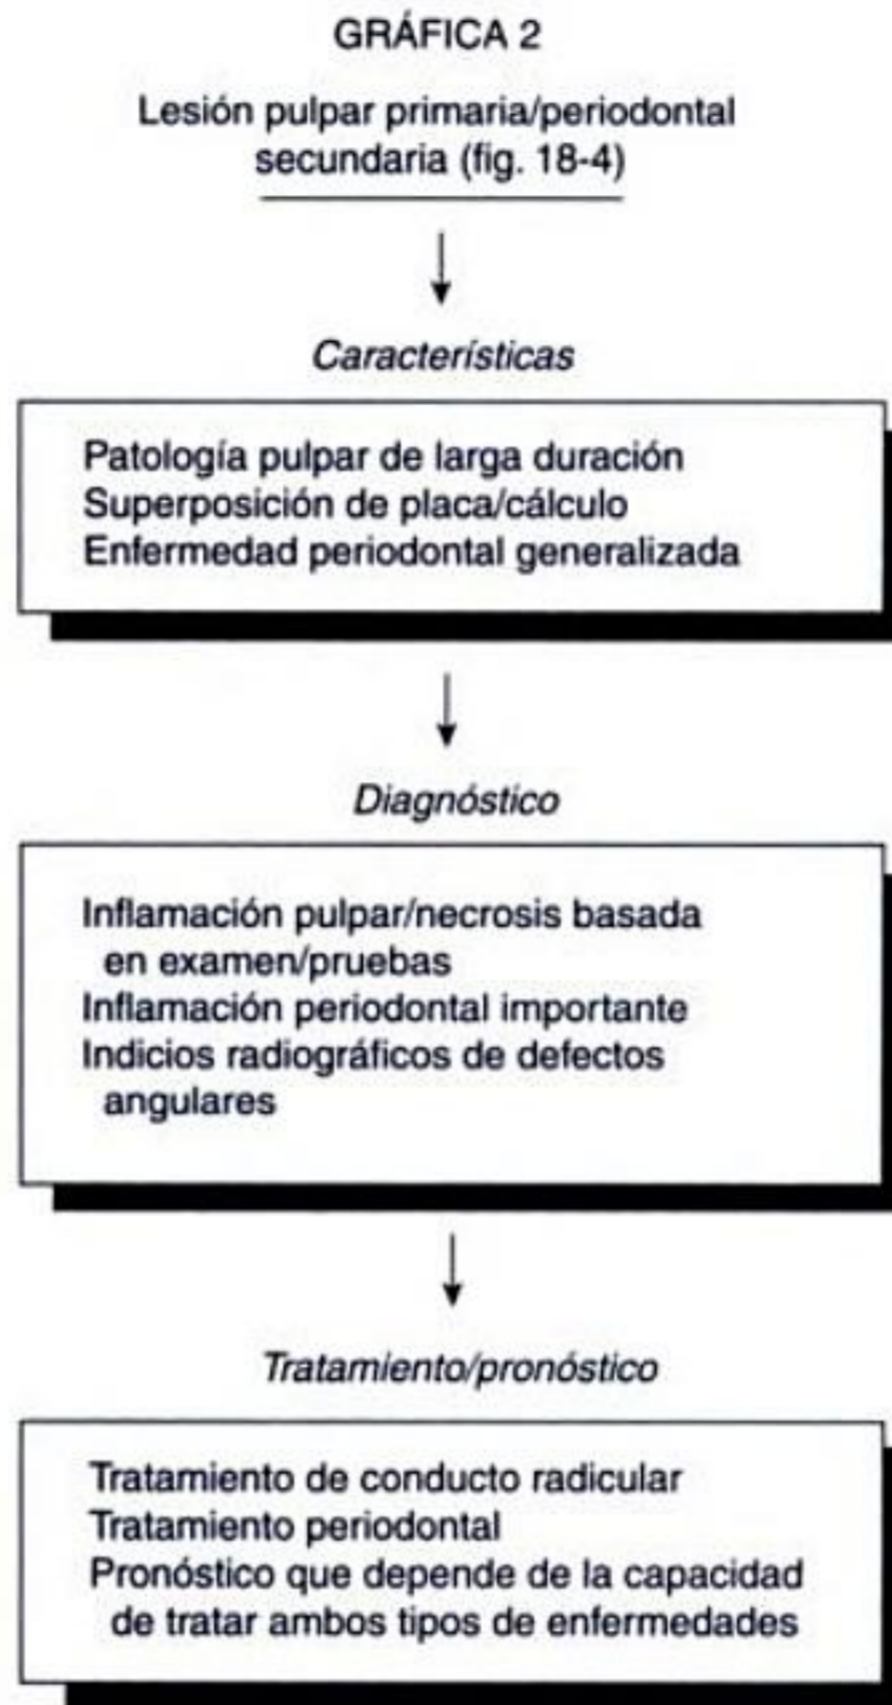 GRÁFICA 2
Lesión pulpar primaria/periodontal
secundaria (fig. 18-4)
Características
Patología pulpar de larga duración
Superposición de placa/cálculo
Enfermedad periodontal generalizada
Diagnóstico
Inflamación pulpar/necrosis basada
en examen/pruebas
Inflamación periodontal importante
Indicios radiográficos de defectos
angulares
Tratamiento/pronóstico
Tratamiento de conducto radicular
Tratamiento periodontal
Pronóstico que depende de la capacidad
de tratar ambos tipos de enfermedades